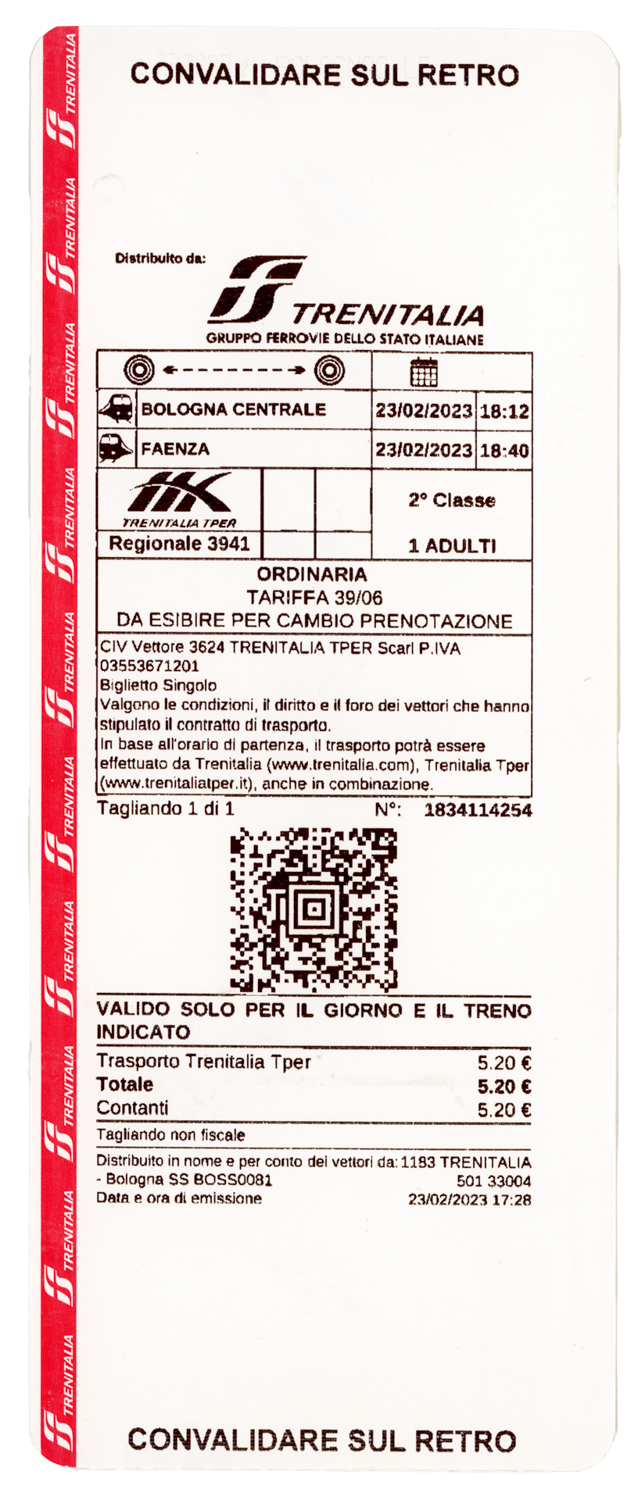 CONVALIDARE SUL RETRO
Distribuito da:
TRENITALIA
GRUPPO FERROVIE DELLO STATO ITALIANE
BOLOGNA CENTRALE 23/02/2023 18:12
FAENZA 23/02/2023 18:40
TRENITALIA TPER 2° Classe
Regionale 3941 1 ADULTI
ORDINARIA
TARIFFA 39/06
DA ESIBIRE PER CAMBIO PRENOTAZIONE
CIV Vettore 3624 TRENITALIA TPER Scarl P.IVA
03553671201
Biglietto Singolo
Valgono le condizioni, il diritto e il foro dei vettori che hanno
stipulato il contratto di trasporto.
In base all'orario di partenza, il trasporto potrà essere
effettuato da Trenitalia (www.trenitalia.com), Trenitalia Tper
(www.trenitaliatper.it), anche in combinazione.
Tagliando 1 di 1 N°: 1834114254
VALIDO SOLO PER IL GIORNO E IL TRENO
INDICATO
Trasporto Trenitalia Tper 5.20 €
Totale 5.20 €
Contanti 5.20 €
Tagliando non fiscale
Distribuito in nome e per conto dei vettori da: 1183 TRENITALIA
- Bologna SS BOSS0081 501 33004
Data e ora di emissione 23/02/2023 17:28
CONVALIDARE SUL RETRO
TRENITALIA
TRENITALIA
TRENITALIA
TRENITALIA
TRENITALIA
TRENITALIA
TRENITALIA
TRENITALIA
TRENITALIA
TRENITALIA